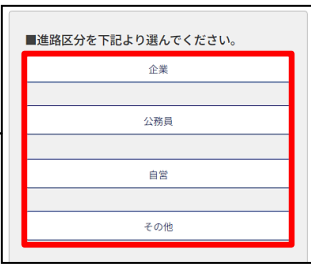 ■進路区分を下記より選んでください。
企業
公務員
自営
その他